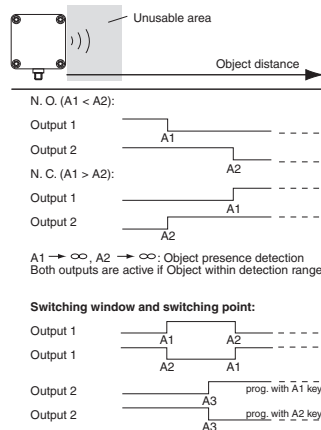 Unusable area
Object distance
N. O. (A1 < A2):
Output 1
A1
Output 2
A2
N. C. (A1 > A2):
Output 1
A1
Output 2
A2
A1 → ∞, A2 → ∞: Object presence detection
Both outputs are active if Object within detection range
Switching window and switching point:
Output 1
A1 A2
Output 1
A2 A1
Output 2
prog. with A1 key
A3
Output 2
prog. with A2 key
A3